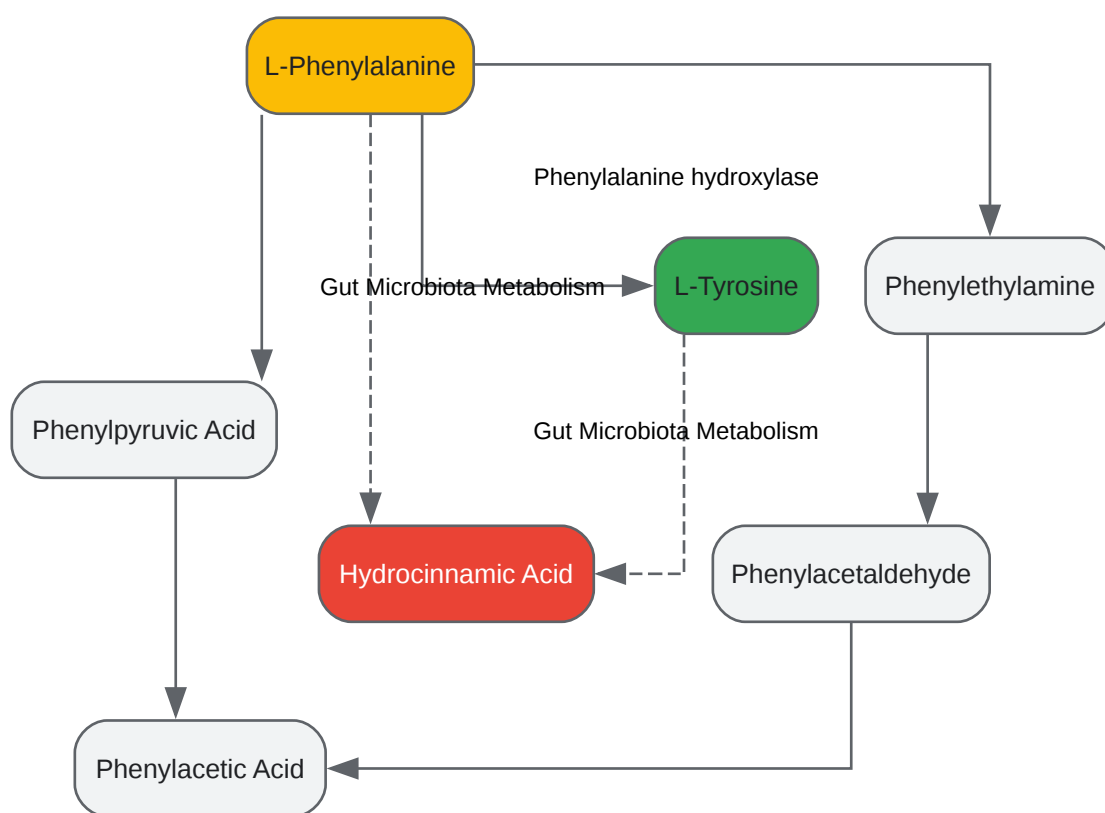 L-Phenylalanine
Phenylalanine hydroxylase
Gut Microbiota Metabolism
L-Tyrosine
Phenylethylamine
Phenylpyruvic Acid
Gut Microbiota Metabolism
Hydrocinnamic Acid
Phenylacetaldehyde
Phenylacetic Acid